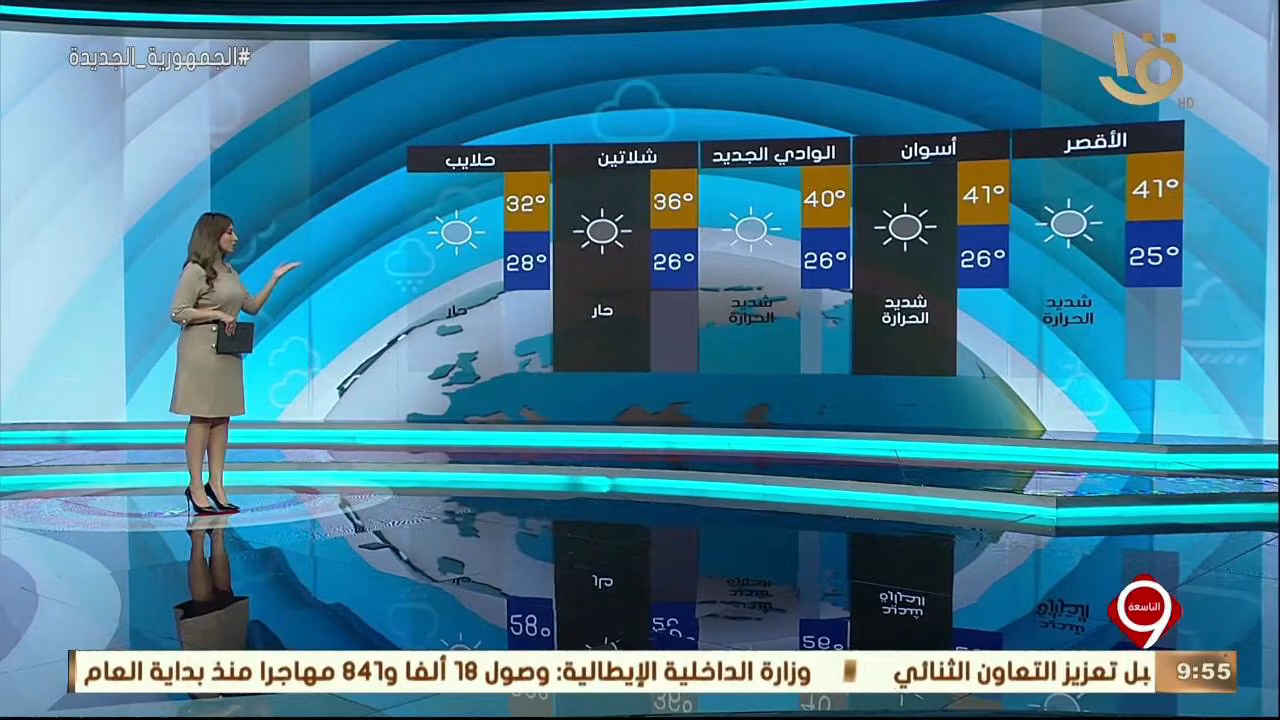 #الجمهورية_الجديدة
HD
الأقصر
41°
25°
شديد
الحرارة
أسوان
41°
26°
شديد
الحرارة
الوادي الجديد
40°
26°
شديد
الحرارة
شلاتين
36°
26°
حار
حلايب
32°
28°
حار
التاسعة
9
9:55
بل تعزيز التعاون الثنائي
وزارة الداخلية الإيطالية: وصول 18 ألفا و841 مهاجرا منذ بداية العام